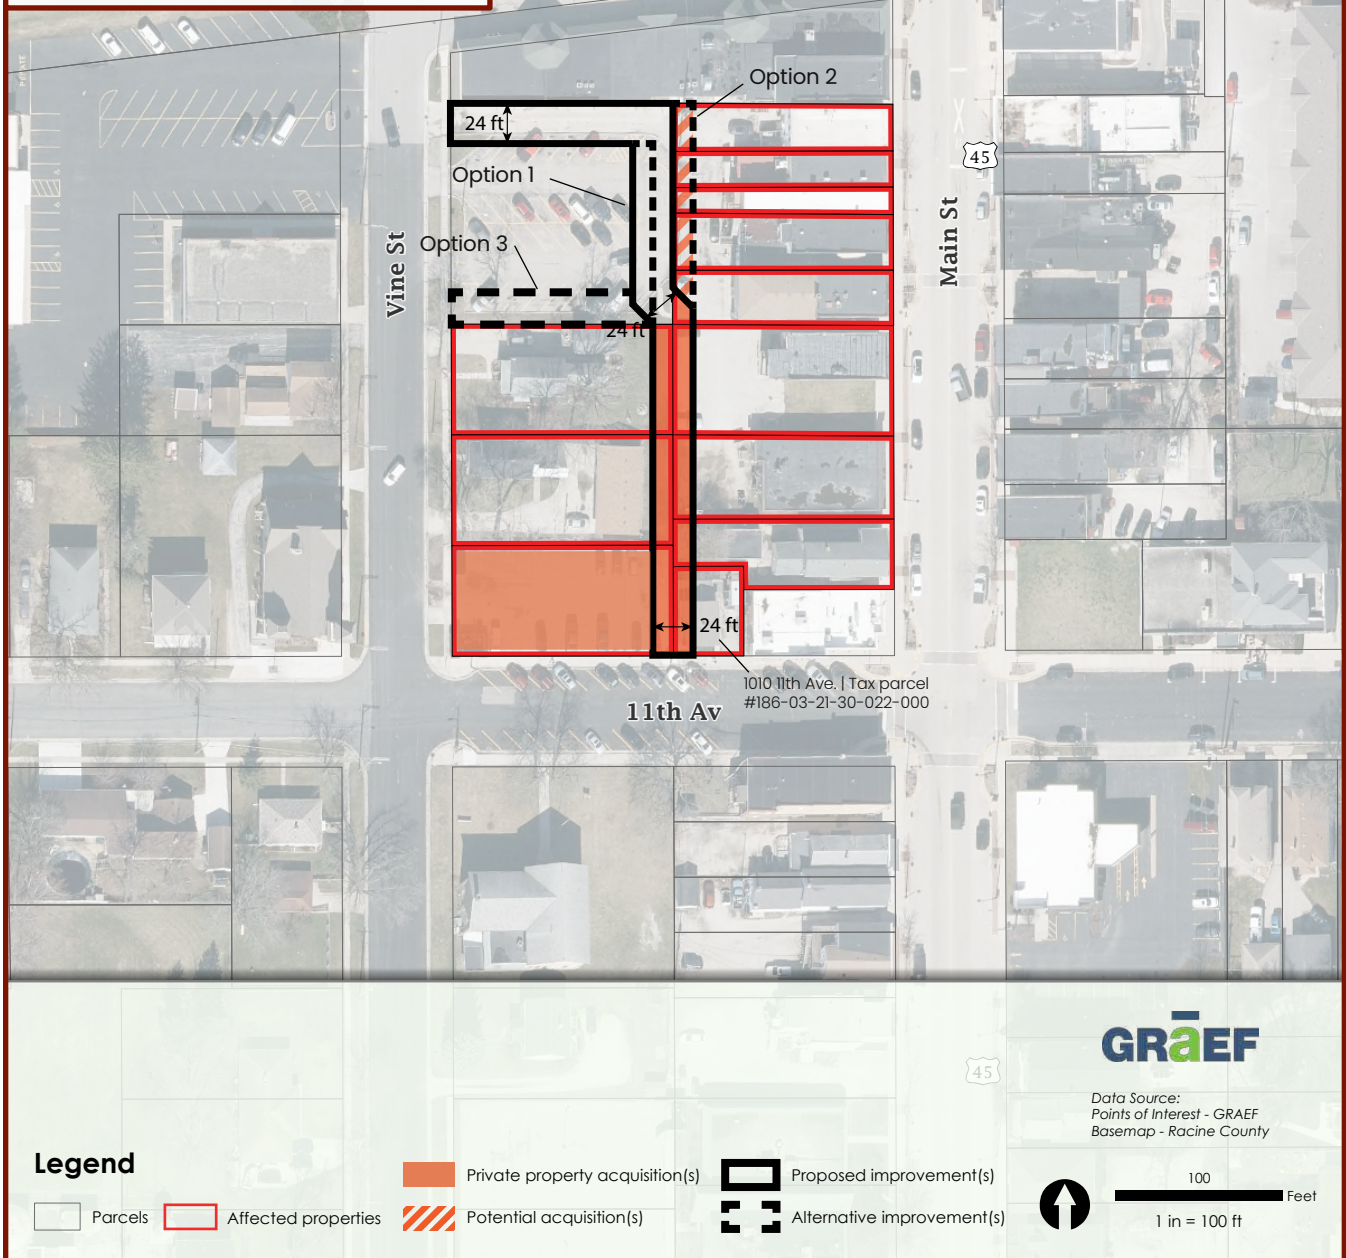 Option 2
24 ft
45
Option 1
Option 3
Vine St
Main St
24 ft
24 ft
1010 11th Ave. | Tax parcel
#186-03-21-30-022-000
11th Av
45
GRAEF
Data Source:
Points of Interest - GRAEF
Basemap - Racine County
Legend
Parcels
Affected properties
Private property acquisition(s)
Potential acquisition(s)
Proposed improvement(s)
Alternative improvement(s)
100
Feet
1 in = 100 ft